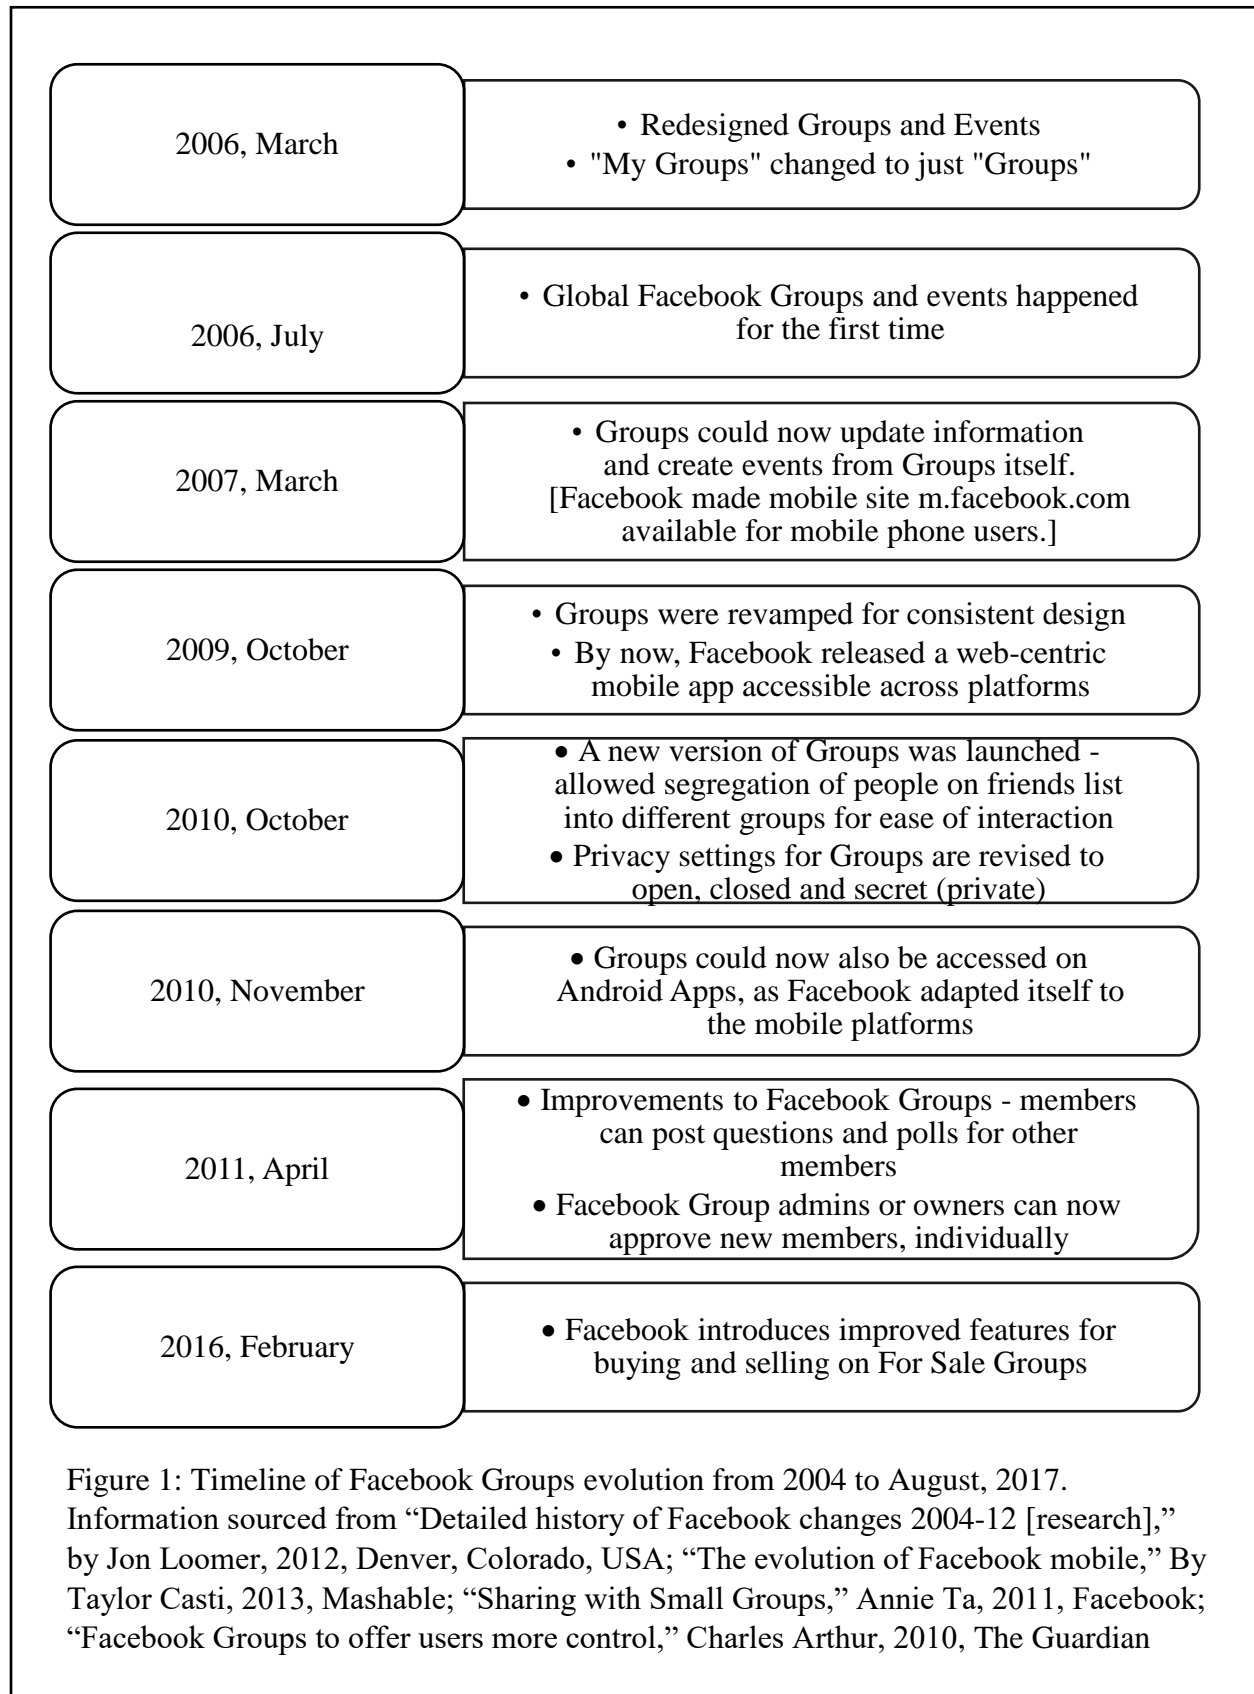 2006, March
• Redesigned Groups and Events
• "My Groups" changed to just "Groups"
2006, July
• Global Facebook Groups and events happened
for the first time
2007, March
• Groups could now update information
and create events from Groups itself.
[Facebook made mobile site m.facebook.com
available for mobile phone users.]
2009, October
• Groups were revamped for consistent design
• By now, Facebook released a web-centric
mobile app accessible across platforms
2010, October
• A new version of Groups was launched -
allowed segregation of people on friends list
into different groups for ease of interaction
• Privacy settings for Groups are revised to
open, closed and secret (private)
2010, November
• Groups could now also be accessed on
Android Apps, as Facebook adapted itself to
the mobile platforms
2011, April
• Improvements to Facebook Groups - members
can post questions and polls for other
members
• Facebook Group admins or owners can now
approve new members, individually
2016, February
• Facebook introduces improved features for
buying and selling on For Sale Groups
Figure 1: Timeline of Facebook Groups evolution from 2004 to August, 2017.
Information sourced from “Detailed history of Facebook changes 2004-12 [research],”
by Jon Loomer, 2012, Denver, Colorado, USA; “The evolution of Facebook mobile,” By
Taylor Casti, 2013, Mashable; “Sharing with Small Groups,” Annie Ta, 2011, Facebook;
“Facebook Groups to offer users more control,” Charles Arthur, 2010, The Guardian